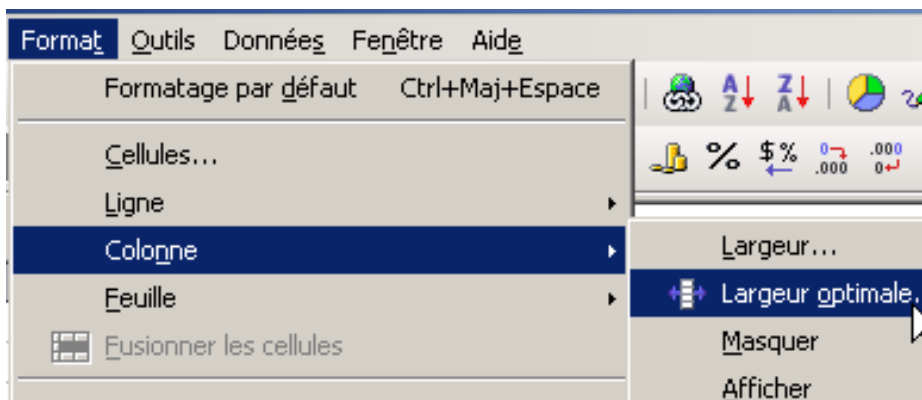 Format Outils Données Fenêtre Aide
Formatage par défaut Ctrl+Maj+Espace
A Z Z A
Cellules...
% $% 0 .000 .000 0
Ligne
Colonne
Largeur...
Feuille
Largeur optimale.
Fusionner les cellules
Masquer
Afficher